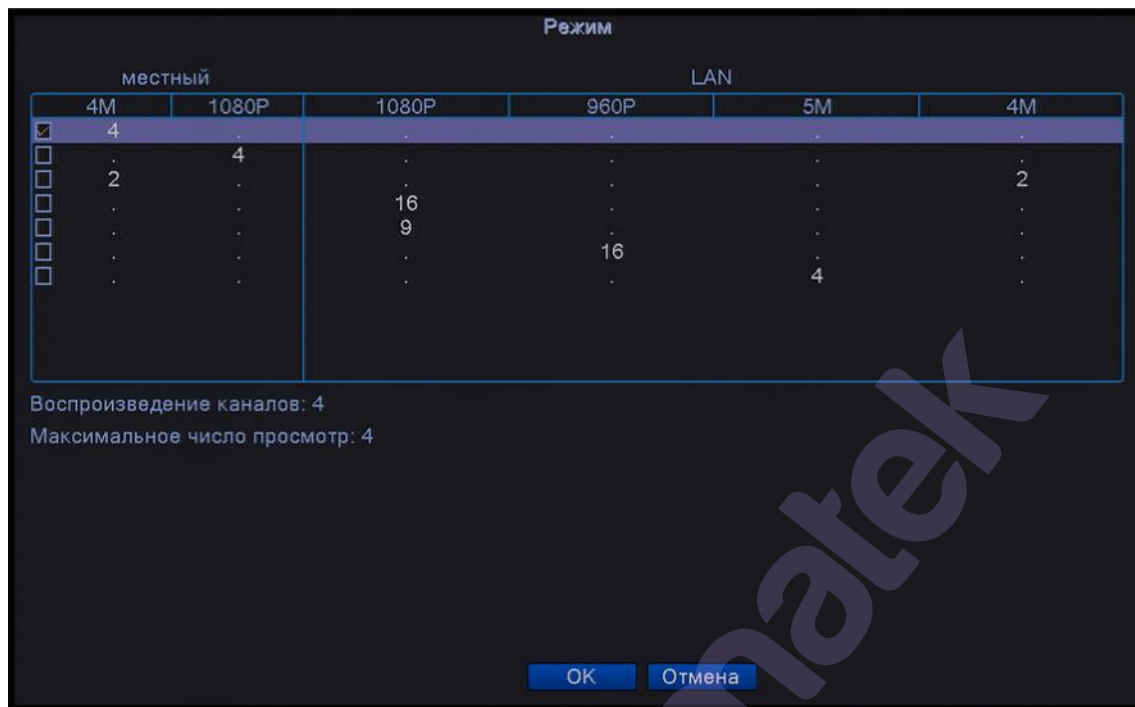 Режим
местный LAN
4M 1080P 1080P 960P 5M 4M
4 . . . . .
. 4 . . . .
2 . . . . 2
. . 16 . . .
. . 9 . . .
. . . 16 . .
. . . . 4 .
Воспроизведение каналов: 4
Максимальное число просмотр: 4
OK Отмена